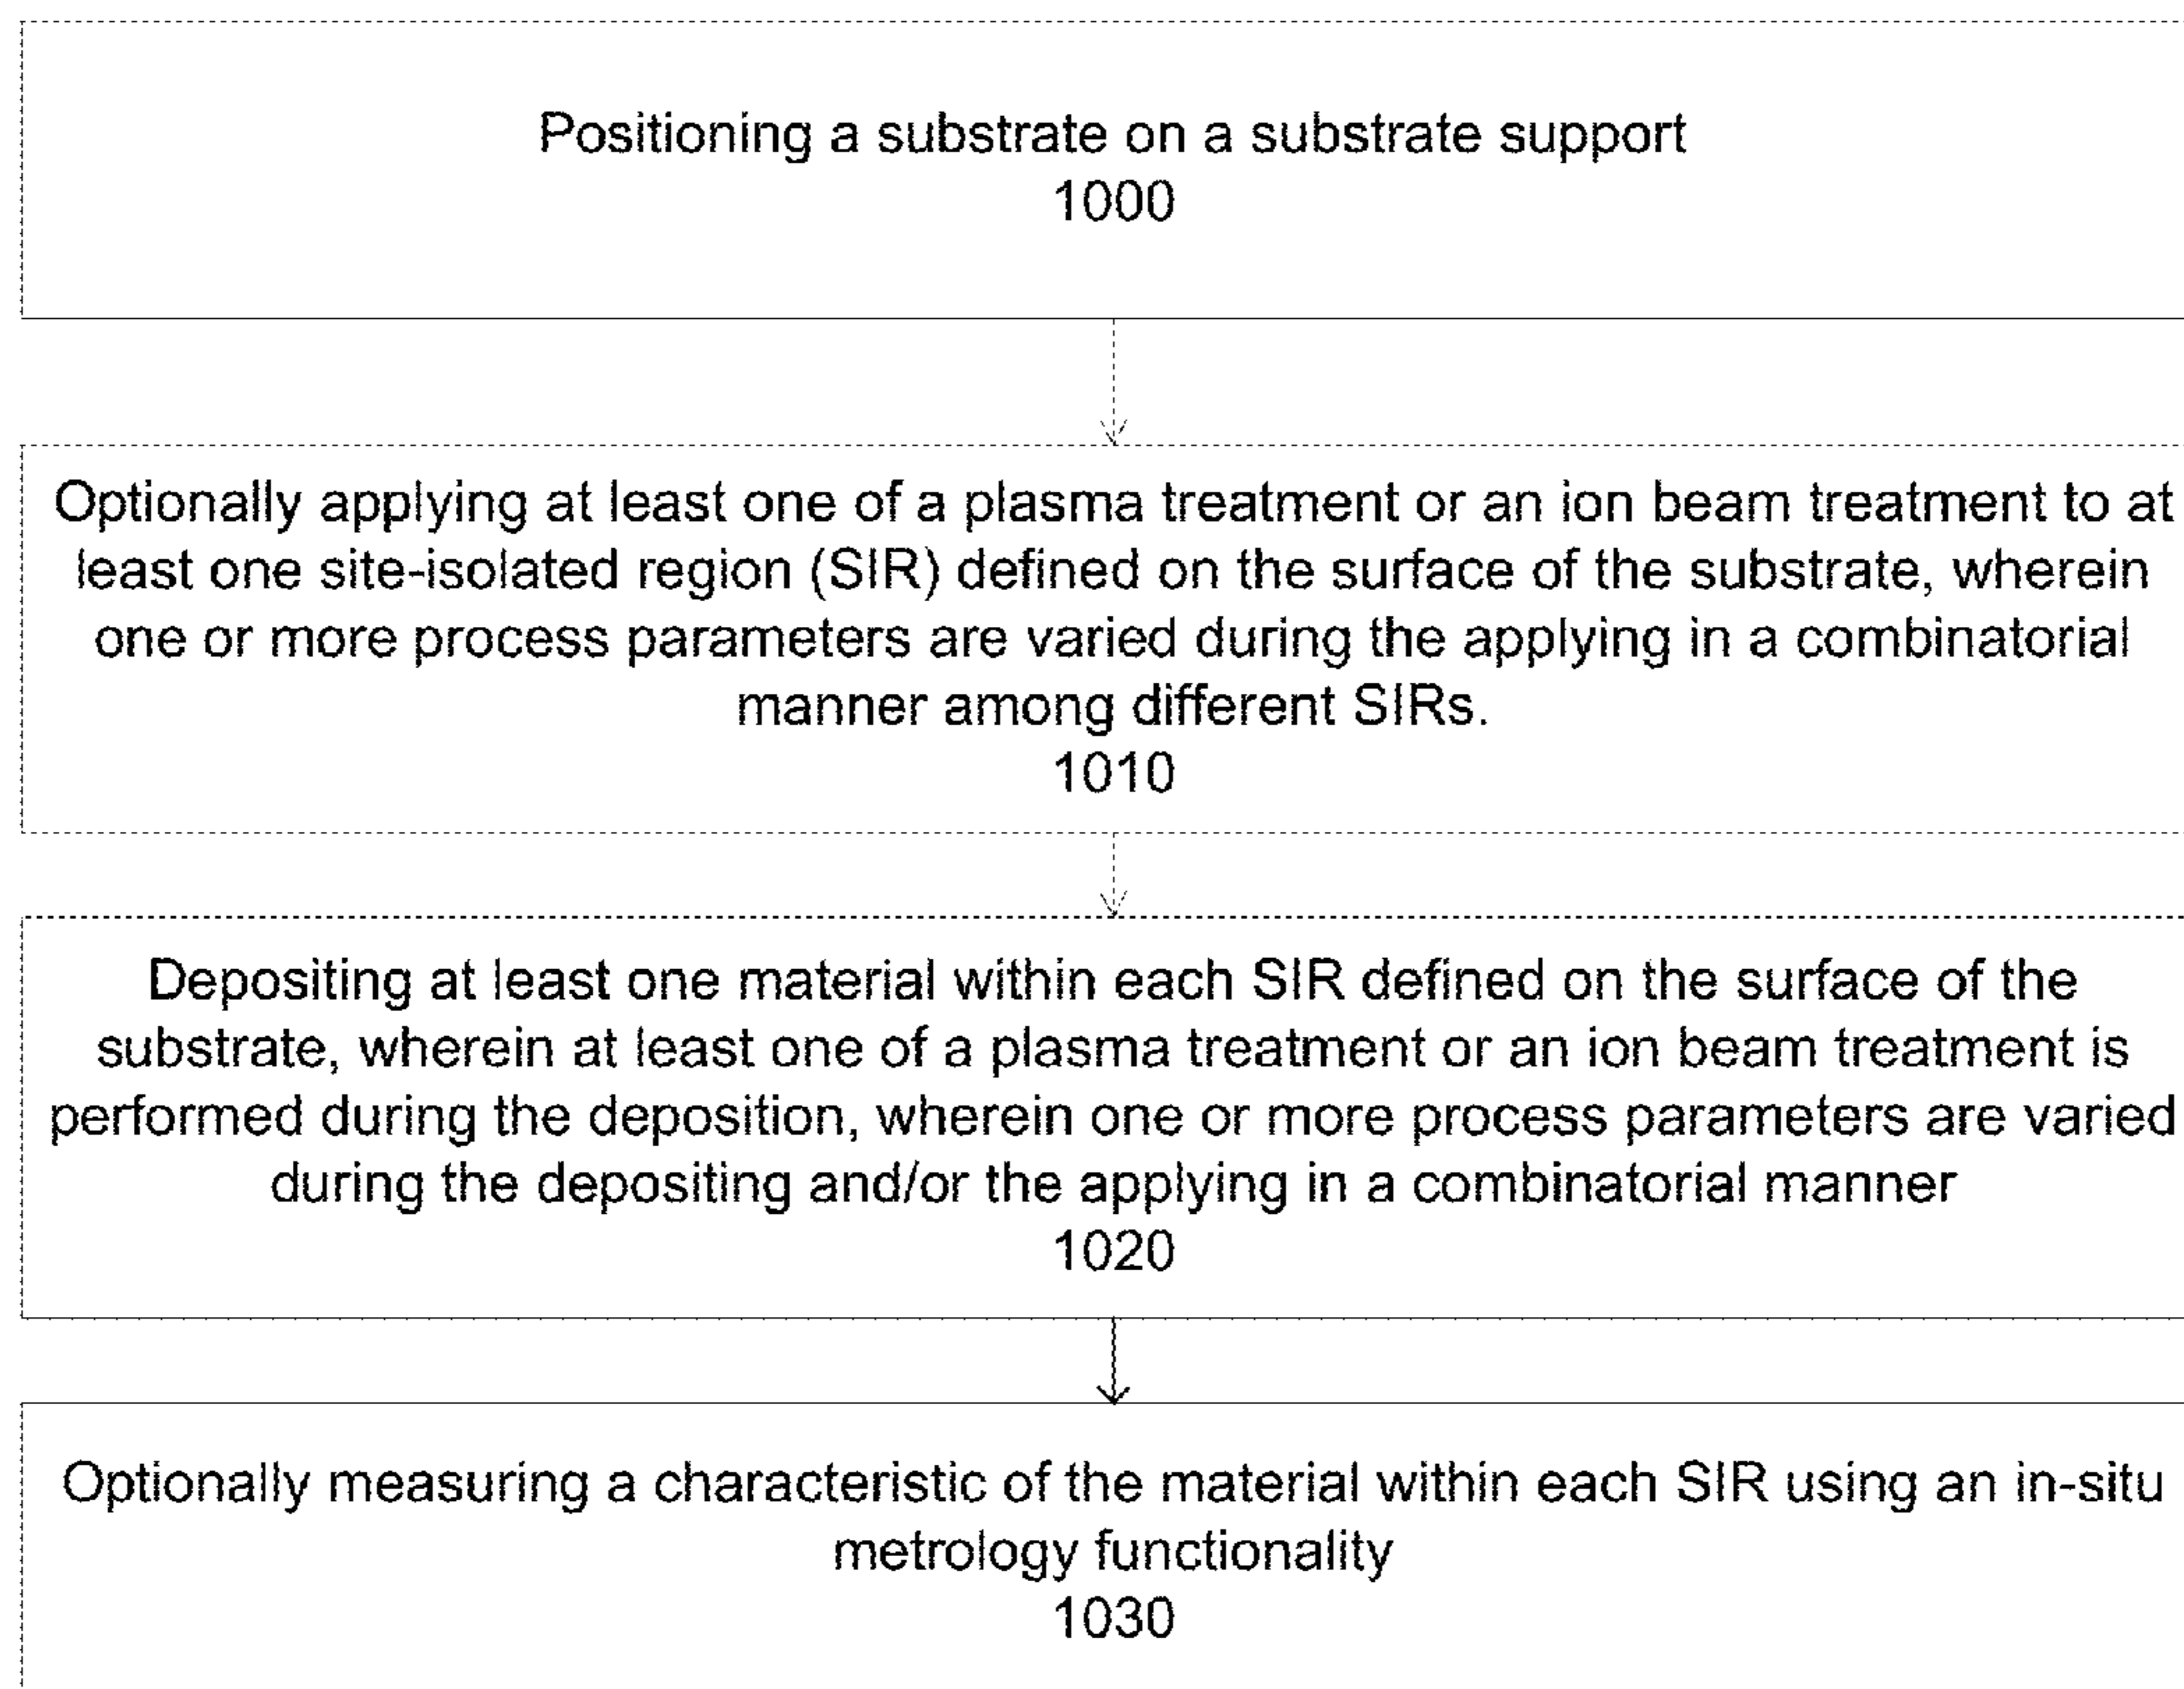 Positioning a substrate on a substrate support
1000
Optionally applying at least one of a plasma treatment or an ion beam treatment to at
least one site-isolated region (SIR) defined on the surface of the substrate, wherein
one or more process parameters are varied during the applying in a combinatorial
manner among different SIRs.
1010
Depositing at least one material within each SIR defined on the surface of the
substrate, wherein at least one of a plasma treatment or an ion beam treatment is
performed during the deposition, wherein one or more process parameters are varied
during the depositing and/or the applying in a combinatorial manner
1020
Optionally measuring a characteristic of the material within each SIR using an in-situ
metrology functionality
1030